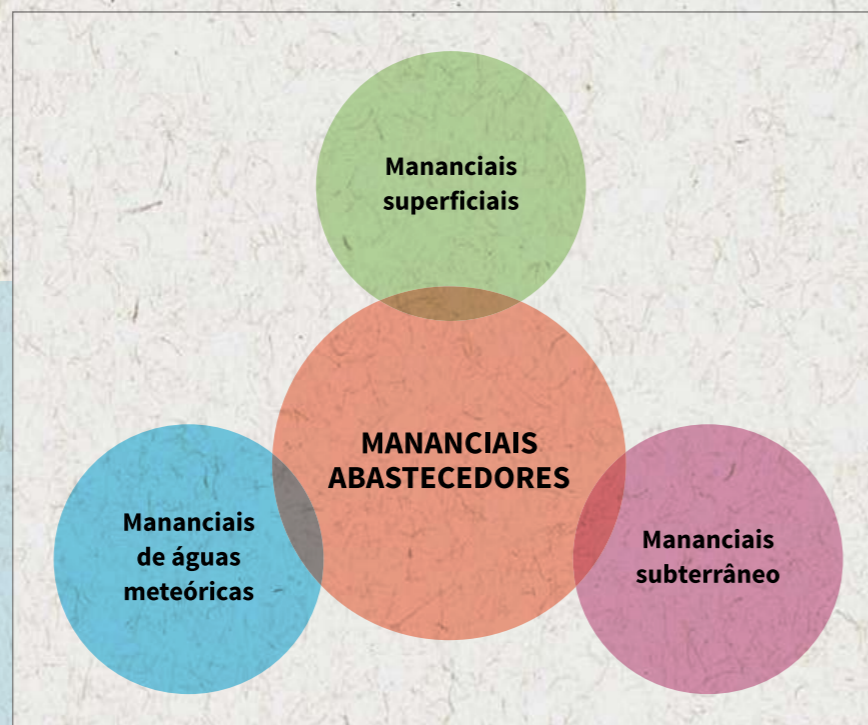 Mananciais
superficiais
MANANCIAIS
ABASTECEDORES
Mananciais
de águas
meteóricas
Mananciais
subterrâneo